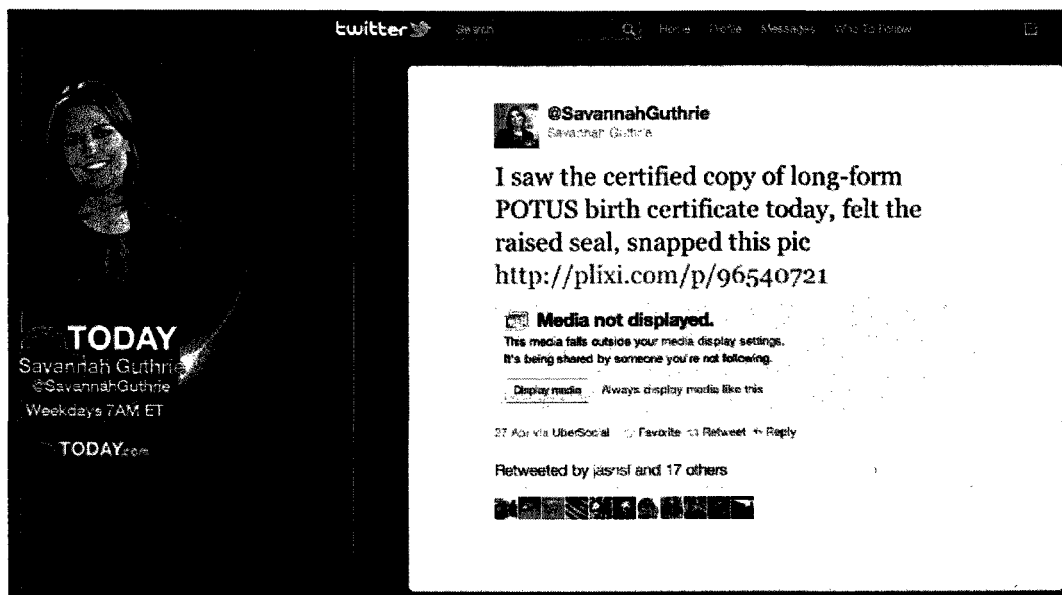 twitter
Search
Home Profile Messages Who To Follow
@SavannahGuthrie
Savannah Guthrie
I saw the certified copy of long-form
POTUS birth certificate today, felt the
raised seal, snapped this pic
http://plixi.com/p/96540721
Media not displayed.
This media falls outside your media display settings.
It's being shared by someone you're not following.
Display media Always display media like this
27 Apr via UberSocial Favorite Retweet Reply
Retweeted by jasnsf and 17 others
TODAY
Savannah Guthrie
@SavannahGuthrie
Weekdays 7AM ET
TODAY.com